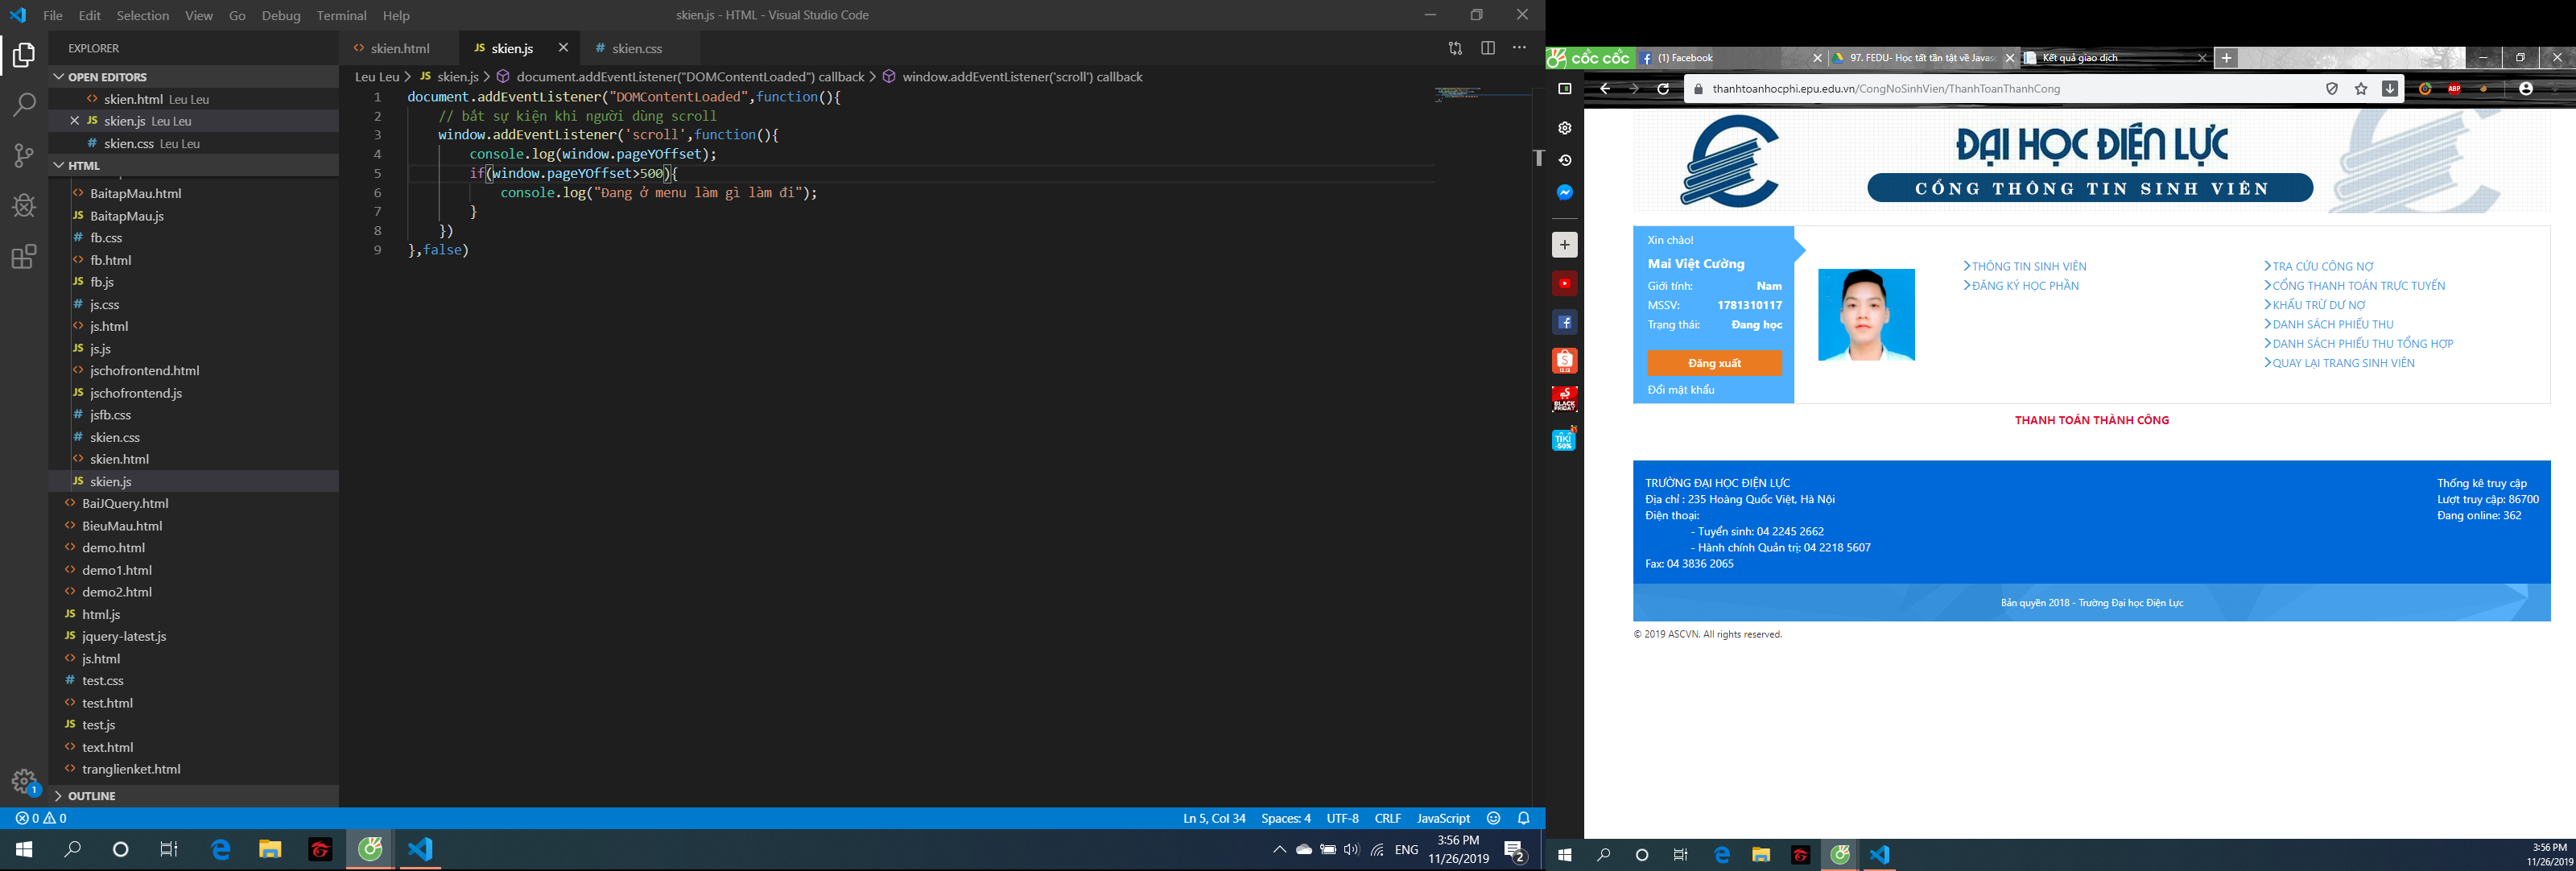 File Edit Selection View Go Debug Terminal Help
skien.js - HTML - Visual Studio Code
EXPLORER
OPEN EDITORS
skien.html Leu Leu
skien.js Leu Leu
skien.css Leu Leu
HTML
BaitapMau.html
BaitapMau.js
fb.css
fb.html
fb.js
js.css
js.html
js.js
jschofrontend.html
jschofrontend.js
jsfb.css
skien.css
skien.html
skien.js
BaiJQuery.html
BieuMau.html
demo.html
demo1.html
demo2.html
html.js
jquery-latest.js
js.html
test.css
test.html
test.js
text.html
tranglienket.html
OUTLINE
1
skien.html
skien.js
skien.css
Leu Leu > JS skien.js > document.addEventListener("DOMContentLoaded") callback > window.addEventListener('scroll') callback
1 document.addEventListener("DOMContentLoaded",function(){
2 // bắt sự kiện khi người dùng scroll
3 window.addEventListener('scroll',function(){
4 console.log(window.pageYOffset);
5 if(window.pageYOffset>500){
6 console.log("Đang ở menu làm gì làm đi");
7 }
8 })
9 },false)
0 0
Ln 5, Col 34 Spaces: 4 UTF-8 CRLF JavaScript
ENG
3:56 PM
11/26/2019
2
cốc cốc
(1) Facebook
97. FEDU- Học tất tần tật về Javasc
Kết quả giao dịch
thanhtoanhocphi.epu.edu.vn/CongNoSinhVien/ThanhToanThanhCong
ABP
BLACK FRIDAY
TIKI
-50%
ĐẠI HỌC ĐIỆN LỰC
CỔNG THÔNG TIN SINH VIÊN
Xin chào!
Mai Việt Cường
Giới tính: Nam
MSSV: 1781310117
Trạng thái: Đang học
Đăng xuất
Đổi mật khẩu
THÔNG TIN SINH VIÊN
ĐĂNG KÝ HỌC PHẦN
TRA CỨU CÔNG NỢ
CỔNG THANH TOÁN TRỰC TUYẾN
KHẤU TRỪ DƯ NỢ
DANH SÁCH PHIẾU THU
DANH SÁCH PHIẾU THU TỔNG HỢP
QUAY LẠI TRANG SINH VIÊN
THANH TOÁN THÀNH CÔNG
TRƯỜNG ĐẠI HỌC ĐIỆN LỰC
Địa chỉ : 235 Hoàng Quốc Việt, Hà Nội
Điện thoại:
- Tuyển sinh: 04 2245 2662
- Hành chính Quản trị: 04 2218 5607
Fax: 04 3836 2065
Thống kê truy cập
Lượt truy cập: 86700
Đang online: 362
Bản quyền 2018 - Trường Đại học Điện Lực
© 2019 ASCVN. All rights reserved.
3:56 PM
11/26/2019